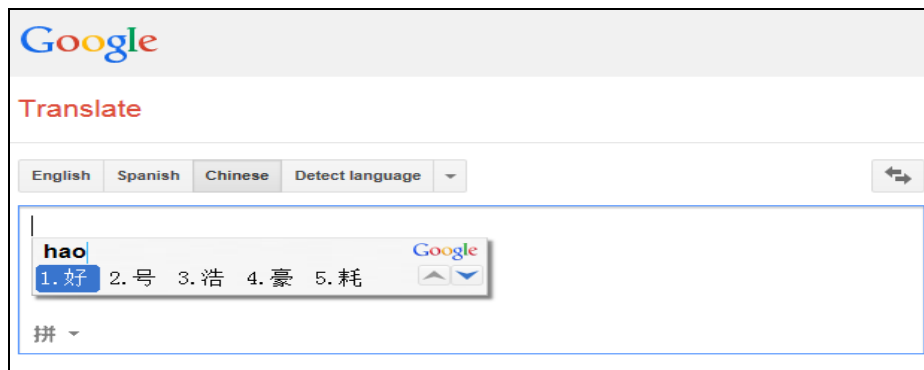 Google
Translate
English Spanish Chinese Detect language
hao Google
1.好 2.号 3.浩 4.豪 5.耗
拼